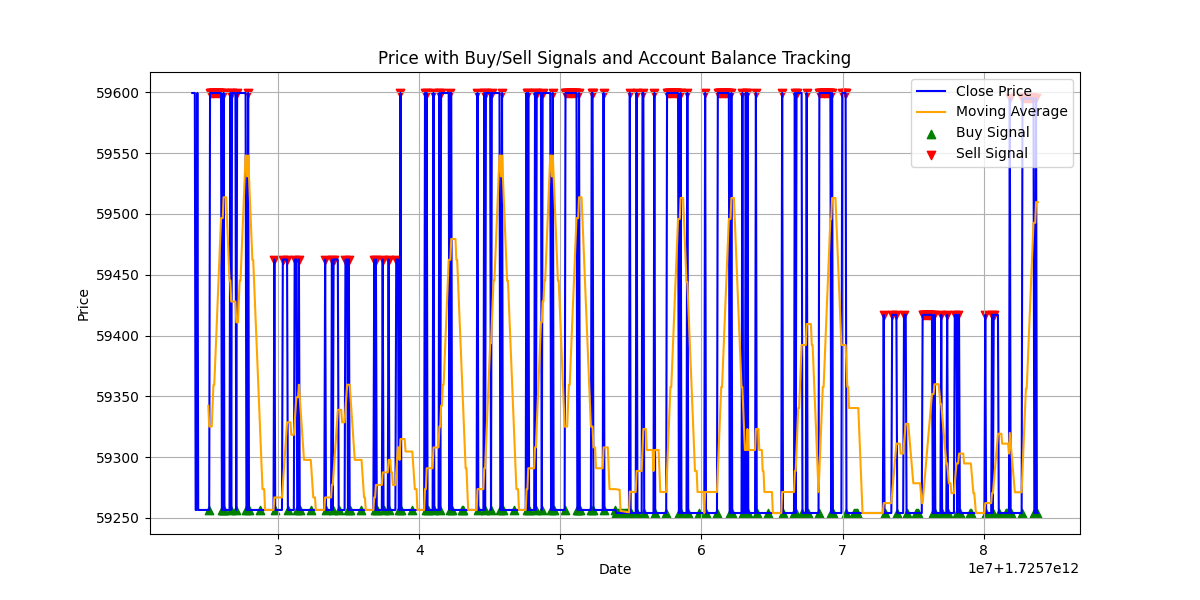 Price with Buy/Sell Signals and Account Balance Tracking
Close Price
Moving Average
Buy Signal
Sell Signal
59600
59550
59500
59450
59400
59350
59300
59250
Price
3 4 5 6 7 8
1e7+1.7257e12
Date